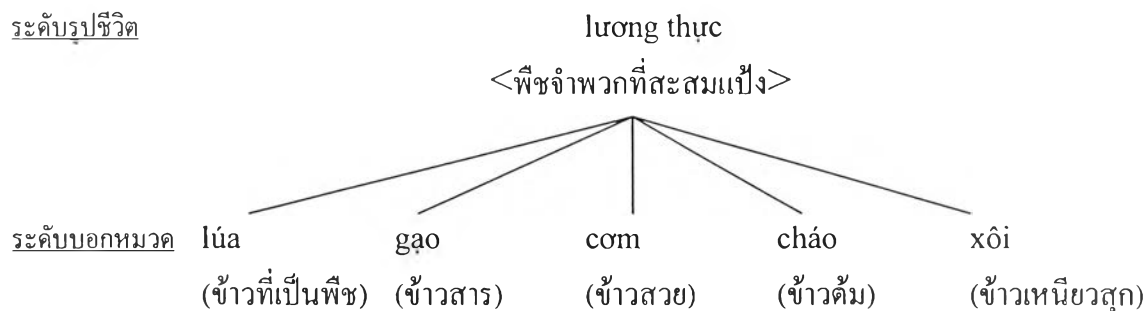 ระดับรูปชีวิต lương thực
<พืชจำพวกที่สะสมแป้ง>
ระดับบอกหมวด lúa gạo cơm cháo xôi
(ข้าวที่เป็นพืช) (ข้าวสาร) (ข้าวสวย) (ข้าวต้ม) (ข้าวเหนียวสุก)